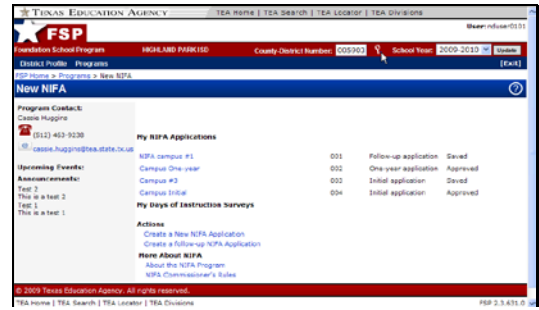 TEXAS EDUCATION AGENCY TEA Home | TEA Search | TEA Locator | TEA Divisions
FSP User: nduser0101
Foundation School Program HIGHLAND PARK ISD County-District Number: 005903 School Year: 2009-2010 Update
District Profile Programs [Exit]
FSP Home > Programs > New NIFA
New NIFA
Program Contact:
Cassie Huggins
(512) 463-9238
cassie.huggins@tea.state.tx.us
Upcoming Events:
Announcements:
Test 2
This is a test 2
Test 1
This is a test 1
My NIFA Applications
NIFA campus #1 001 Follow-up application Saved
Campus One-year 002 One-year application Approved
Campus #3 003 Initial application Saved
Campus Initial 004 Initial application Approved
My Days of Instruction Surveys
Actions
Create a New NIFA Application
Create a follow-up NIFA Application
More About NIFA
About the NIFA Program
NIFA Commissioner's Rules
© 2009 Texas Education Agency. All rights reserved.
TEA Home | TEA Search | TEA Locator | TEA Divisions FSP 2.3.431.0